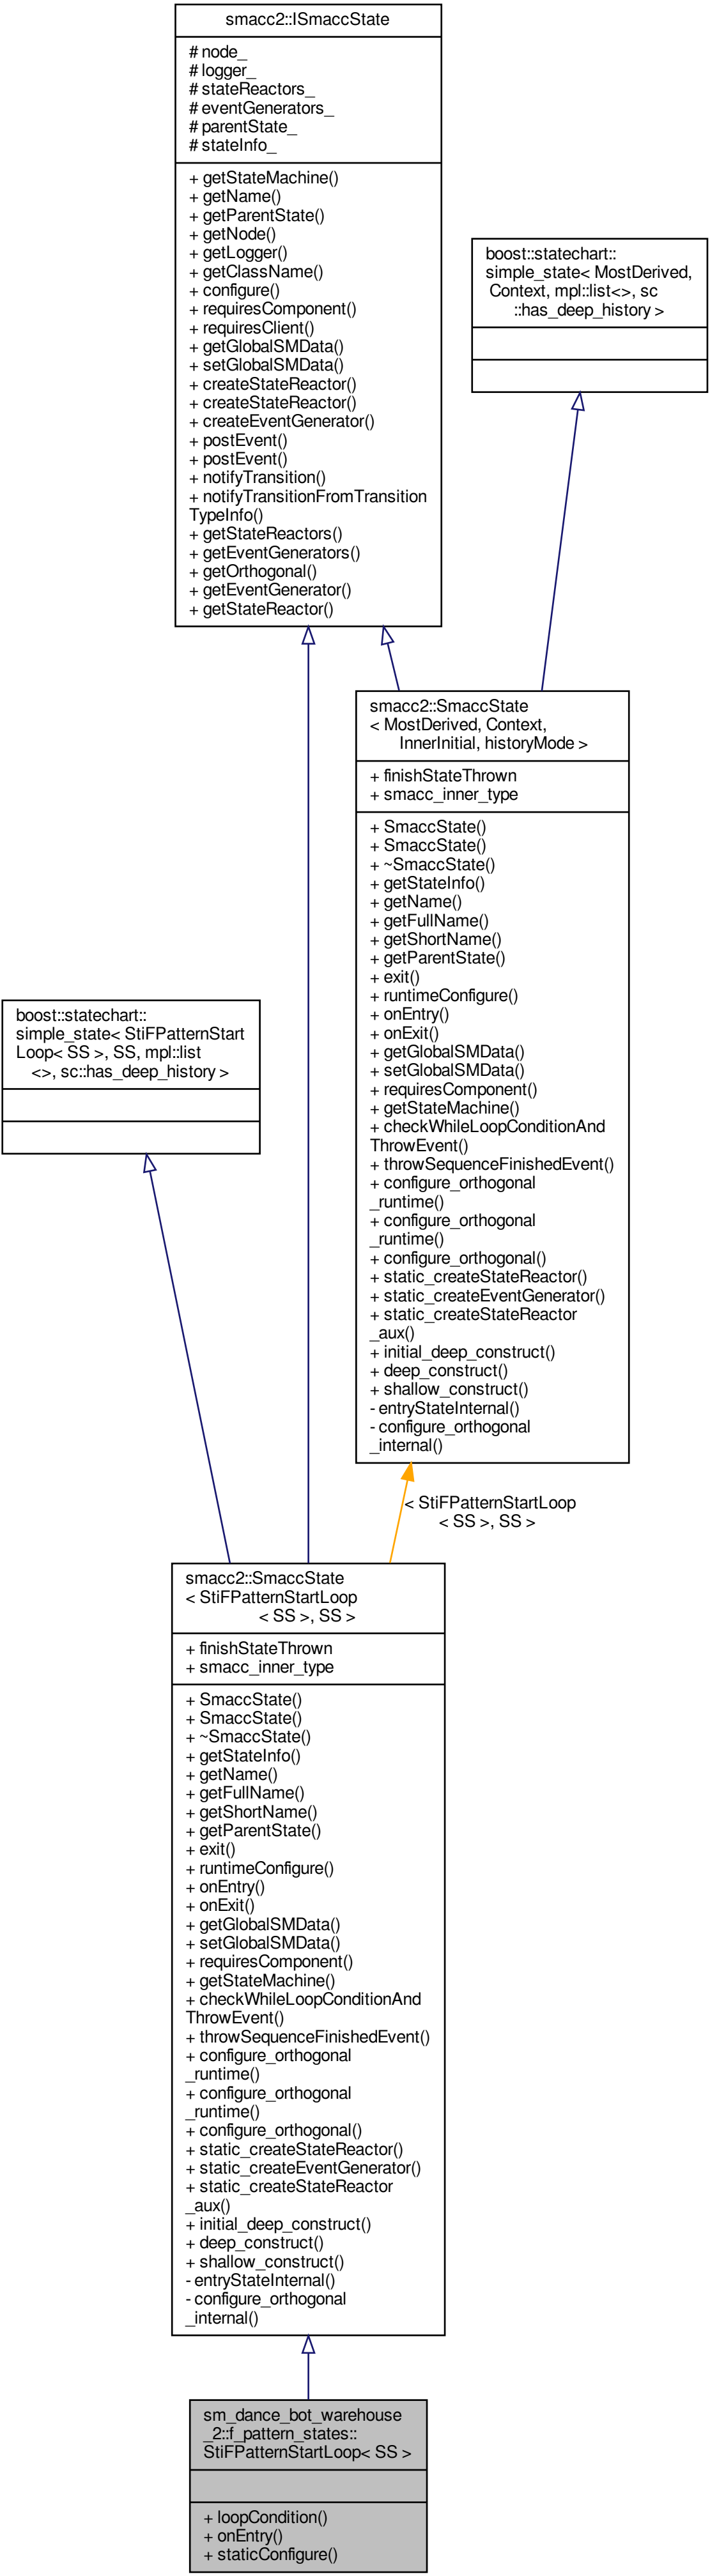 smacc2::ISmaccState
# node_
# logger_
# stateReactors_
# eventGenerators_
# parentState_
# stateInfo_
+ getStateMachine()
+ getName()
+ getParentState()
+ getNode()
+ getLogger()
+ getClassName()
+ configure()
+ requiresComponent()
+ requiresClient()
+ getGlobalSMData()
+ setGlobalSMData()
+ createStateReactor()
+ createStateReactor()
+ createEventGenerator()
+ postEvent()
+ postEvent()
+ notifyTransition()
+ notifyTransitionFromTransition
TypeInfo()
+ getStateReactors()
+ getEventGenerators()
+ getOrthogonal()
+ getEventGenerator()
+ getStateReactor()
boost::statechart::
simple_state< MostDerived,
Context, mpl::list<>, sc
::has_deep_history >
smacc2::SmaccState
< MostDerived, Context,
InnerInitial, historyMode >
+ finishStateThrown
+ smacc_inner_type
+ SmaccState()
+ SmaccState()
+ ~SmaccState()
+ getStateInfo()
+ getName()
+ getFullName()
+ getShortName()
+ getParentState()
+ exit()
+ runtimeConfigure()
+ onEntry()
+ onExit()
+ getGlobalSMData()
+ setGlobalSMData()
+ requiresComponent()
+ getStateMachine()
+ checkWhileLoopConditionAnd
ThrowEvent()
+ throwSequenceFinishedEvent()
+ configure_orthogonal
_runtime()
+ configure_orthogonal
_runtime()
+ configure_orthogonal()
+ static_createStateReactor()
+ static_createEventGenerator()
+ static_createStateReactor
_aux()
+ initial_deep_construct()
+ deep_construct()
+ shallow_construct()
- entryStateInternal()
- configure_orthogonal
_internal()
boost::statechart::
simple_state< StiFPatternStart
Loop< SS >, SS, mpl::list
<>, sc::has_deep_history >
< StiFPatternStartLoop
< SS >, SS >
smacc2::SmaccState
< StiFPatternStartLoop
< SS >, SS >
+ finishStateThrown
+ smacc_inner_type
+ SmaccState()
+ SmaccState()
+ ~SmaccState()
+ getStateInfo()
+ getName()
+ getFullName()
+ getShortName()
+ getParentState()
+ exit()
+ runtimeConfigure()
+ onEntry()
+ onExit()
+ getGlobalSMData()
+ setGlobalSMData()
+ requiresComponent()
+ getStateMachine()
+ checkWhileLoopConditionAnd
ThrowEvent()
+ throwSequenceFinishedEvent()
+ configure_orthogonal
_runtime()
+ configure_orthogonal
_runtime()
+ configure_orthogonal()
+ static_createStateReactor()
+ static_createEventGenerator()
+ static_createStateReactor
_aux()
+ initial_deep_construct()
+ deep_construct()
+ shallow_construct()
- entryStateInternal()
- configure_orthogonal
_internal()
sm_dance_bot_warehouse
_2::f_pattern_states::
StiFPatternStartLoop< SS >
+ loopCondition()
+ onEntry()
+ staticConfigure()